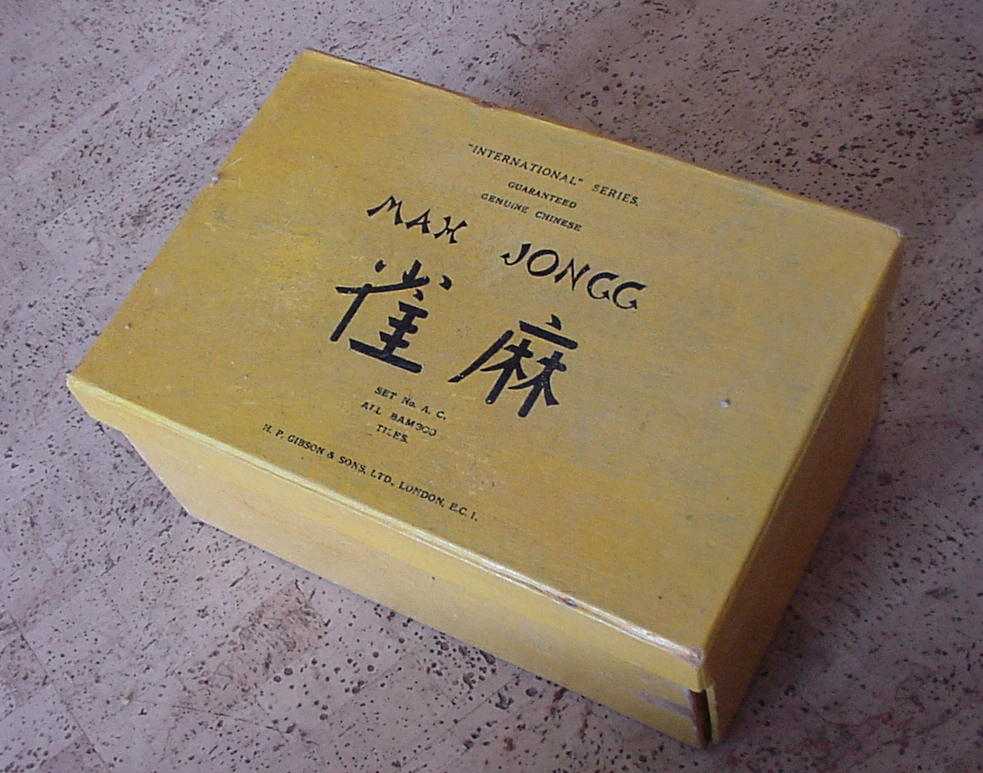 "INTERNATIONAL" SERIES.
GUARANTEED
GENUINE CHINESE
MAH JONGG
雀麻
SET No. A. C.
ALL BAMBOO
TILES.
H. P. GIBSON & SONS, LTD., LONDON, E.C. 1.